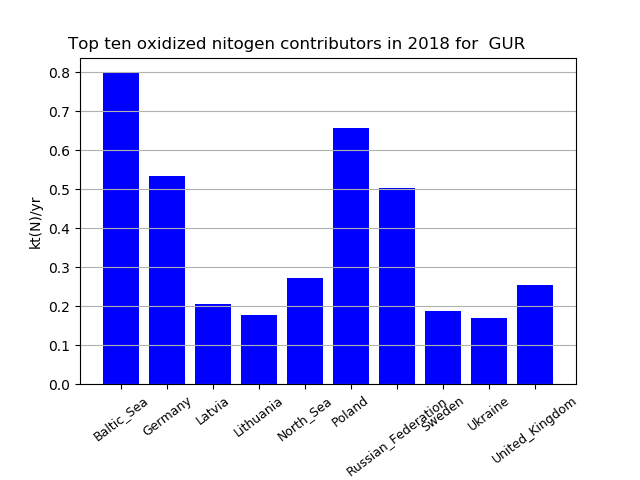 Top ten oxidized nitogen contributors in 2018 for  GUR
kt(N)/yr
0.8
0.7
0.6
0.5
0.4
0.3
0.2
0.1
0.0
Baltic_Sea
Germany
Latvia
Lithuania
North_Sea
Poland
Russian_Federation
Sweden
Ukraine
United_Kingdom